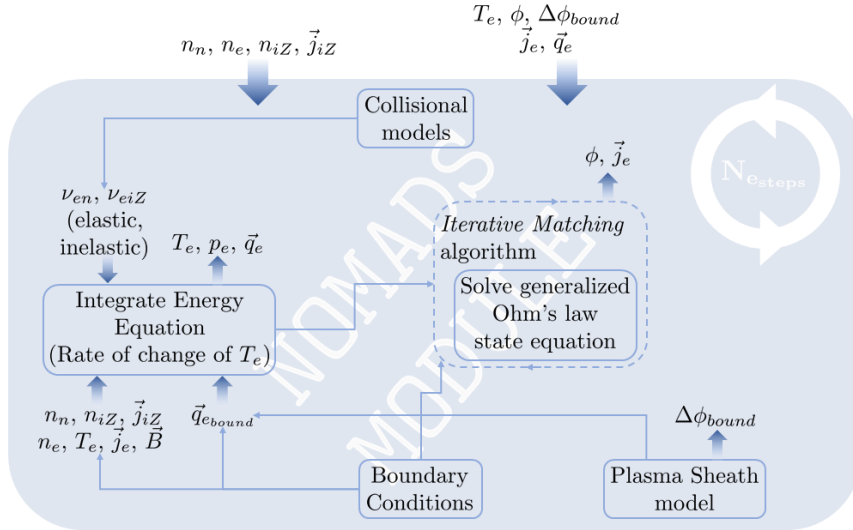 T_e, ϕ, Δϕ_bound
n_n, n_e, n_iZ, j⃗_iZ
j⃗_e, q⃗_e
Collisional
models
N_e_steps
ϕ, j⃗_e
ν_en, ν_eiZ
(elastic,
inelastic)
T_e, p_e, q⃗_e
Iterative Matching
algorithm
Integrate Energy
Equation
(Rate of change of T_e)
Solve generalized
Ohm's law
state equation
NOMADS
MODULE
n_n, n_iZ, j⃗_iZ
n_e, T_e, j⃗_e, B⃗
q⃗_e_bound
Δϕ_bound
Boundary
Conditions
Plasma Sheath
model